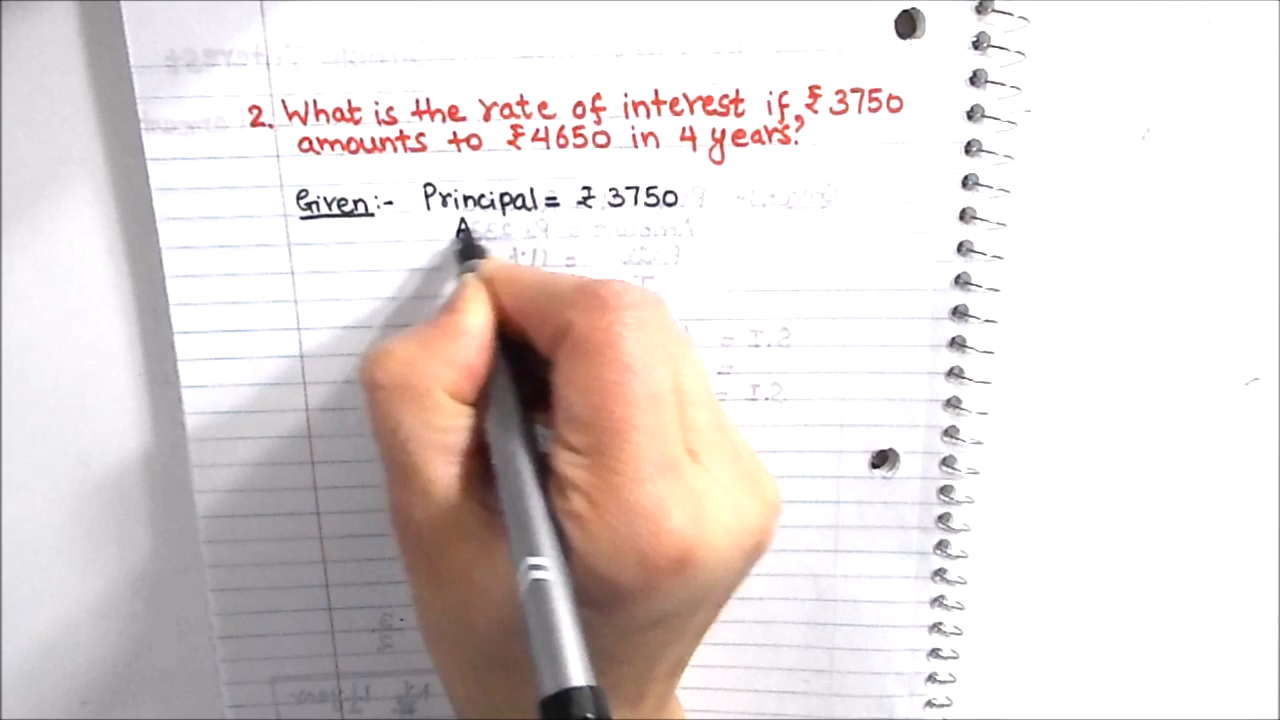 2. What is the rate of interest if, ₹ 3750
amounts to ₹ 4650 in 4 years?
Given:- Principal = ₹ 3750
A